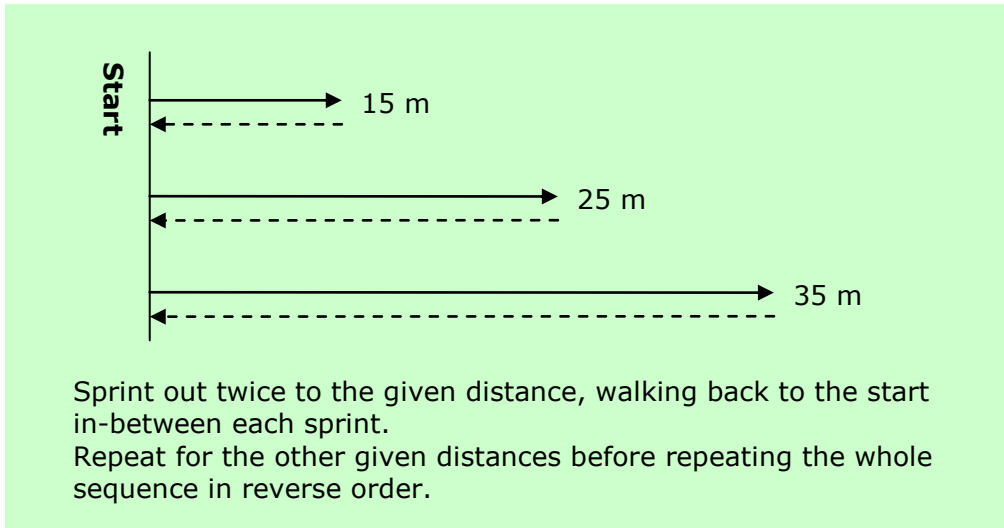 Start
15 m
25 m
35 m
Sprint out twice to the given distance, walking back to the start
in-between each sprint.
Repeat for the other given distances before repeating the whole
sequence in reverse order.